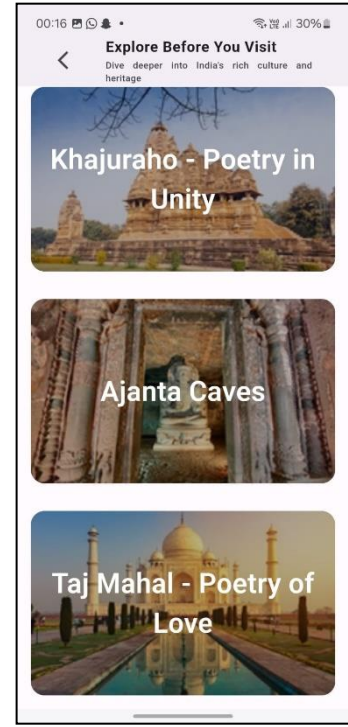 00:16 30%
Explore Before You Visit
Dive deeper into India's rich culture and
heritage
Khajuraho - Poetry in
Unity
Ajanta Caves
Taj Mahal - Poetry of
Love